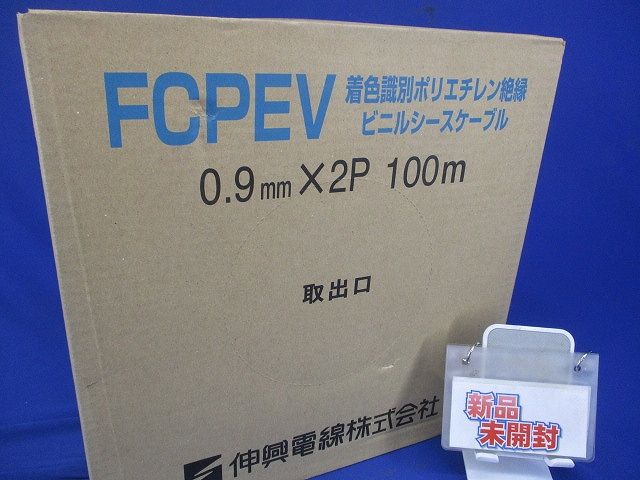 FCPEV
着色識別ポリエチレン絶縁
ビニルシースケーブル
0.9mm×2P 100m
取出口
伸興電線株式会社
新品
未開封